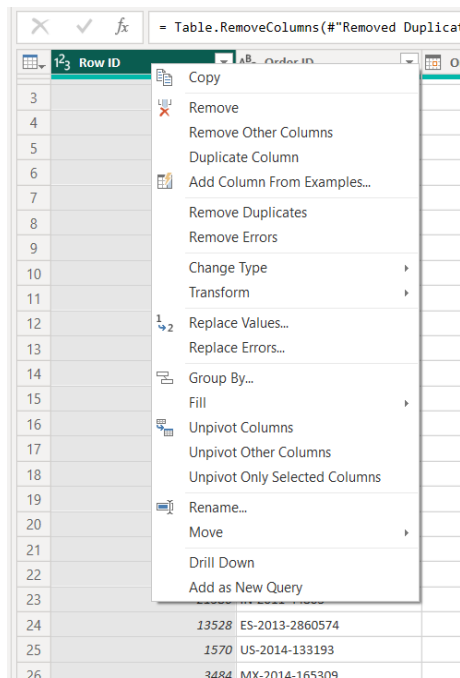 fx = Table.RemoveColumns(#"Removed Duplicat
1²3 Row ID
Copy
3
Remove
4
Remove Other Columns
5
Duplicate Column
6
Add Column From Examples...
7
Remove Duplicates
8
Remove Errors
9
Change Type
10
Transform
11
12
Replace Values...
13
Replace Errors...
14
Group By...
15
Fill
16
Unpivot Columns
17
Unpivot Other Columns
18
Unpivot Only Selected Columns
19
Rename...
20
Move
21
Drill Down
22
Add as New Query
23
24 13528 ES-2013-2860574
25 1570 US-2014-133193
26 3484 MX-2014-165309